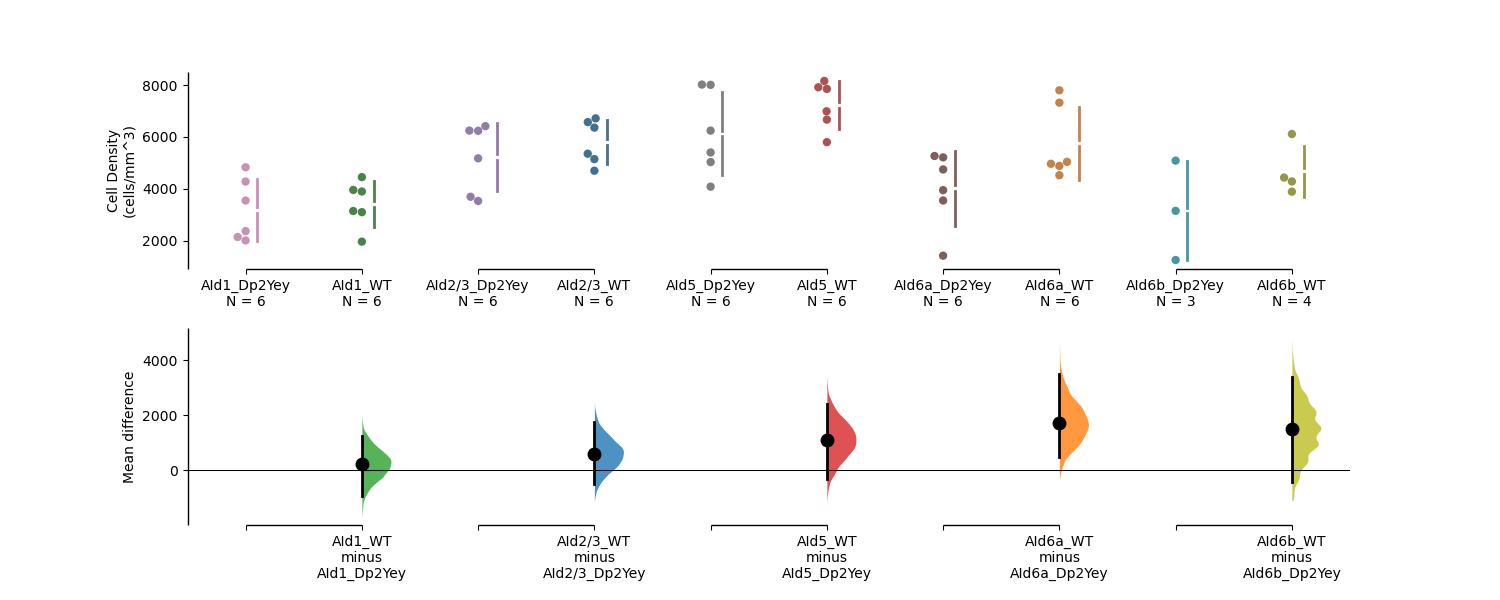 8000
6000
4000
2000
Cell Density
(cells/mm^3)
AId1_Dp2Yey
N = 6
AId1_WT
N = 6
AId2/3_Dp2Yey
N = 6
AId2/3_WT
N = 6
AId5_Dp2Yey
N = 6
AId5_WT
N = 6
AId6a_Dp2Yey
N = 6
AId6a_WT
N = 6
AId6b_Dp2Yey
N = 3
AId6b_WT
N = 4
4000
2000
0
Mean difference
AId1_WT
minus
AId1_Dp2Yey
AId2/3_WT
minus
AId2/3_Dp2Yey
AId5_WT
minus
AId5_Dp2Yey
AId6a_WT
minus
AId6a_Dp2Yey
AId6b_WT
minus
AId6b_Dp2Yey